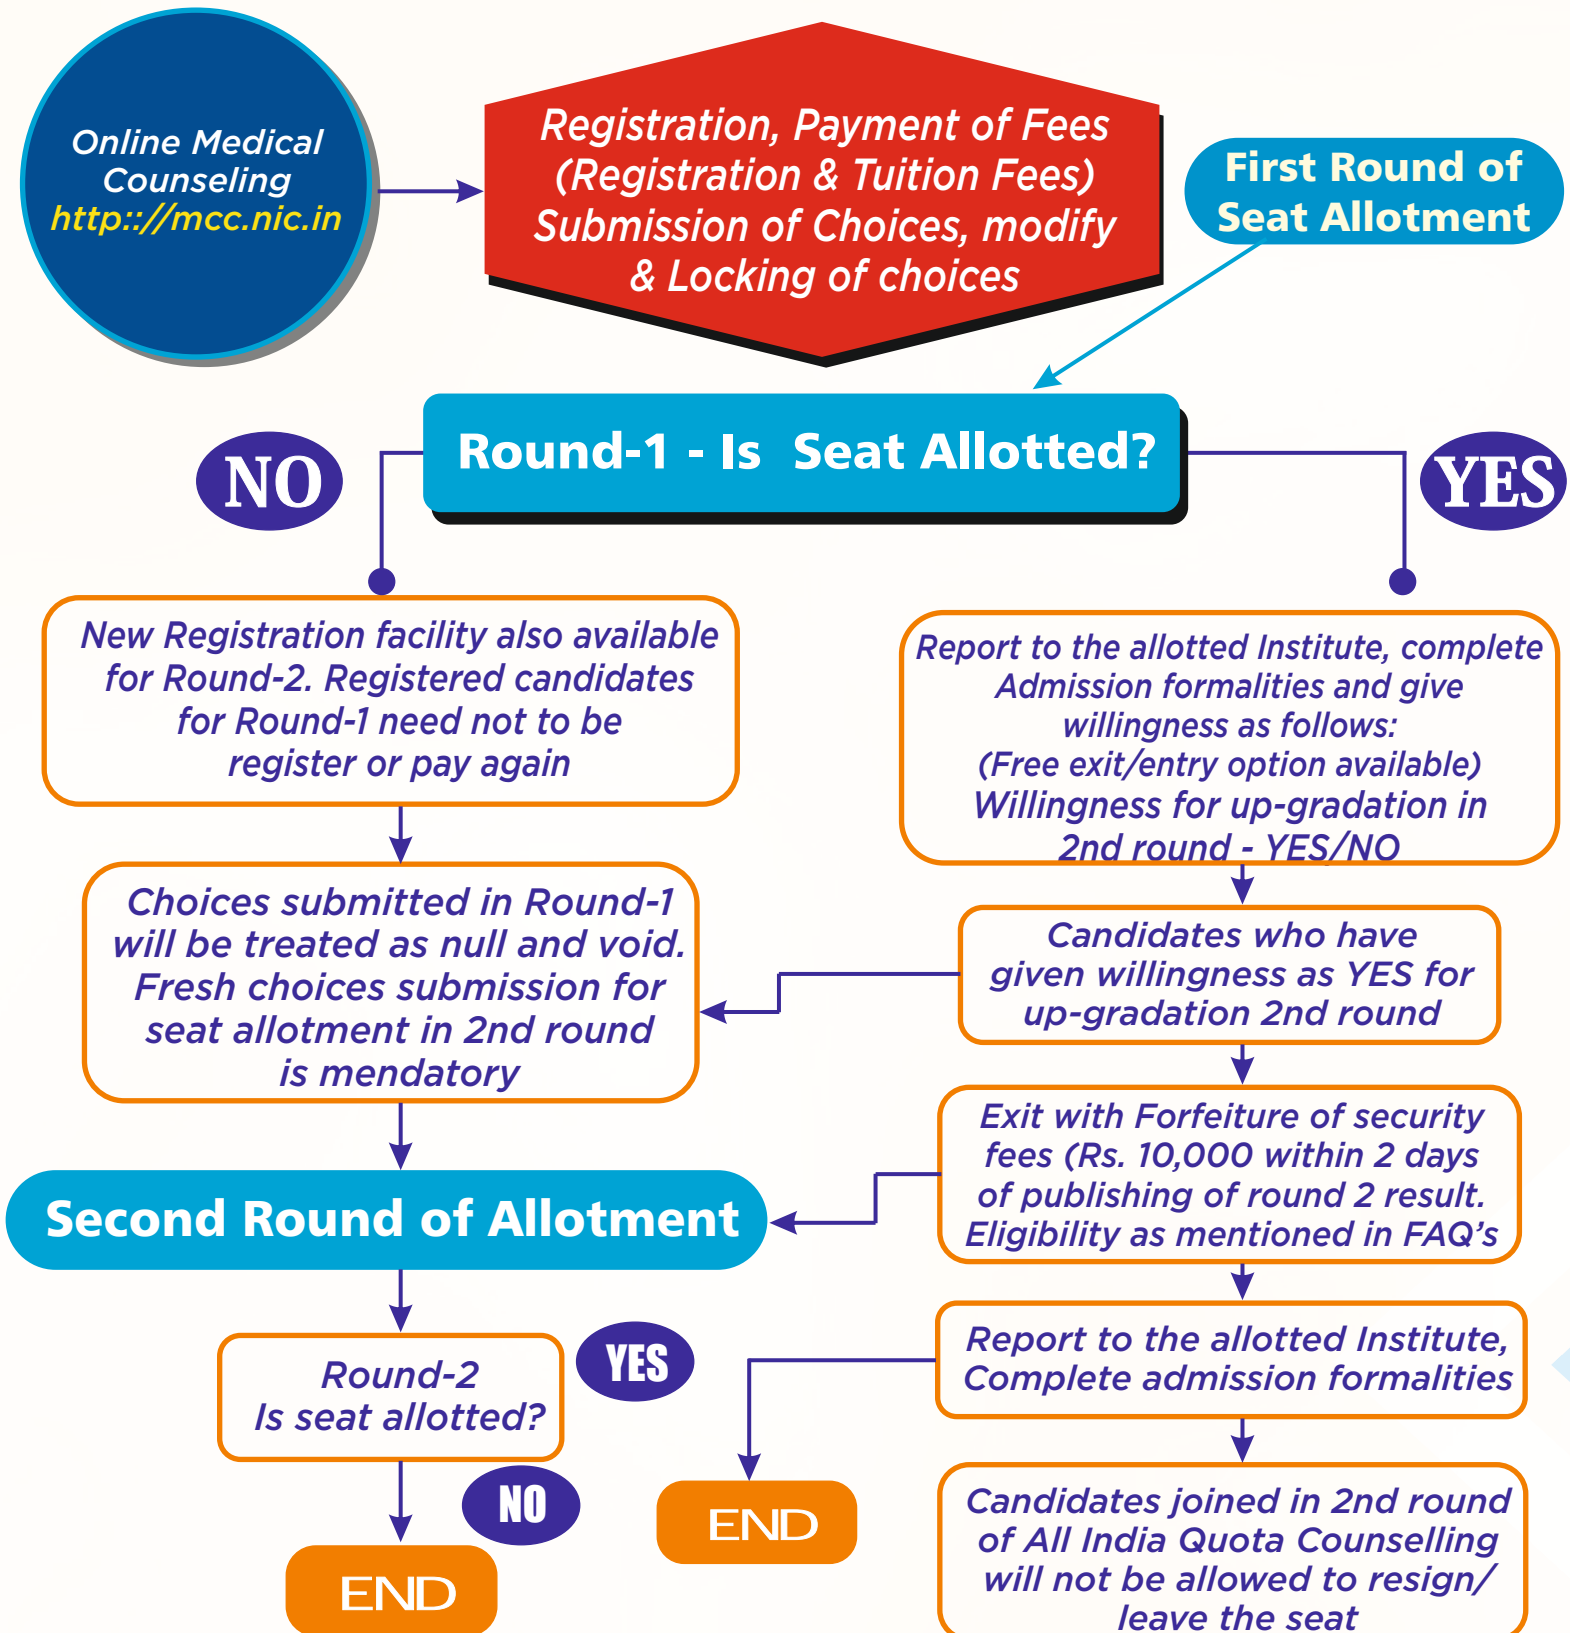 Online Medical
Counseling
http:://mcc.nic.in
Registration, Payment of Fees
(Registration & Tuition Fees)
Submission of Choices, modify
& Locking of choices
First Round of
Seat Allotment
Round-1 - Is Seat Allotted?
NO
YES
New Registration facility also available
for Round-2. Registered candidates
for Round-1 need not to be
register or pay again
Report to the allotted Institute, complete
Admission formalities and give
willingness as follows:
(Free exit/entry option available)
Willingness for up-gradation in
2nd round - YES/NO
Choices submitted in Round-1
will be treated as null and void.
Fresh choices submission for
seat allotment in 2nd round
is mendatory
Candidates who have
given willingness as YES for
up-gradation 2nd round
Exit with Forfeiture of security
fees (Rs. 10,000 within 2 days
of publishing of round 2 result.
Eligibility as mentioned in FAQ's
Second Round of Allotment
Round-2
Is seat allotted?
YES
NO
END
Report to the allotted Institute,
Complete admission formalities
END
Candidates joined in 2nd round
of All India Quota Counselling
will not be allowed to resign/
leave the seat